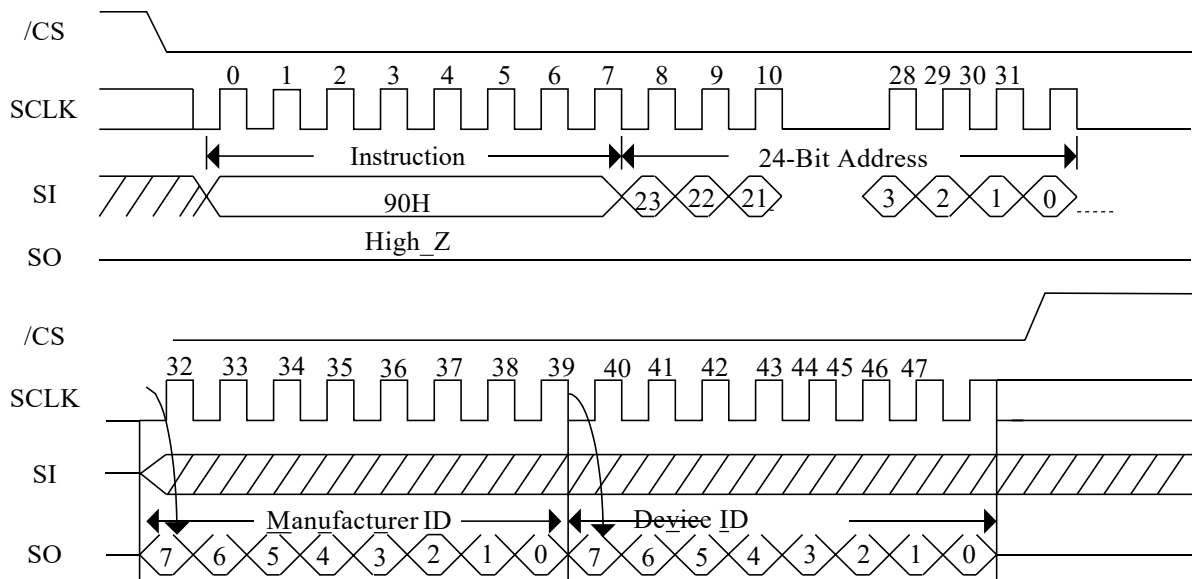 /CS
0 1 2 3 4 5 6 7 8 9 10 28 29 30 31
SCLK
Instruction 24-Bit Address
SI 90H 23 22 21 3 2 1 0
High_Z
SO
/CS
32 33 34 35 36 37 38 39 40 41 42 43 44 45 46 47
SCLK
SI
Manufacturer ID Device ID
SO 7 6 5 4 3 2 1 0 7 6 5 4 3 2 1 0